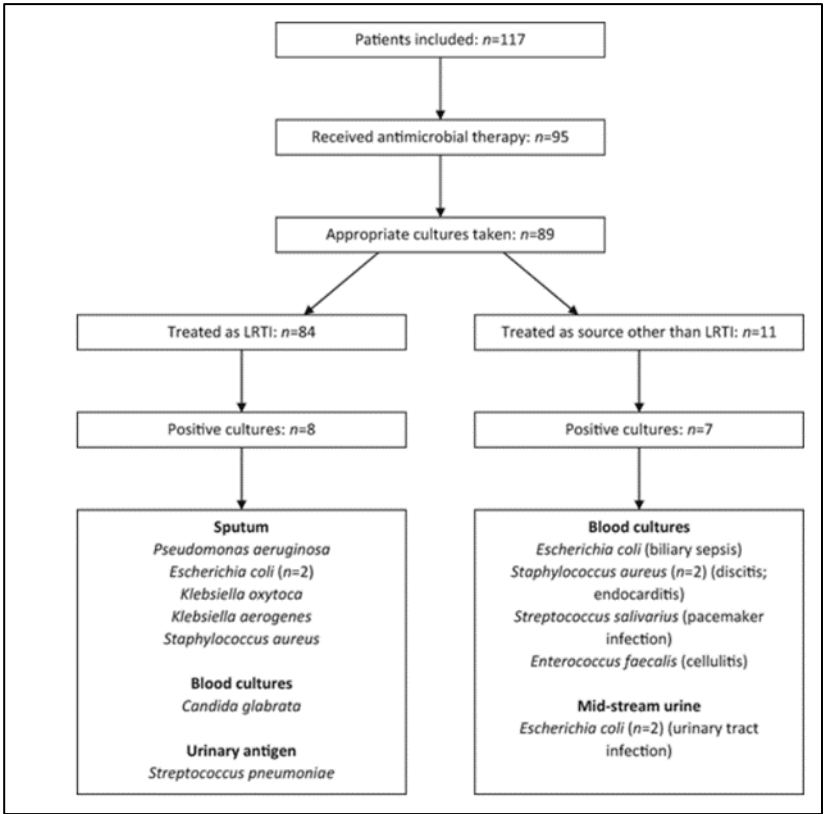 Patients included: n=117
Received antimicrobial therapy: n=95
Appropriate cultures taken: n=89
Treated as LRTI: n=84
Positive cultures: n=8
Sputum
Pseudomonas aeruginosa
Escherichia coli (n=2)
Klebsiella oxytoca
Klebsiella aerogenes
Staphylococcus aureus
Blood cultures
Candida glabrata
Urinary antigen
Streptococcus pneumoniae
Treated as source other than LRTI: n=11
Positive cultures: n=7
Blood cultures
Escherichia coli (biliary sepsis)
Staphylococcus aureus (n=2) (discitis;
endocarditis)
Streptococcus salivarius (pacemaker
infection)
Enterococcus faecalis (cellulitis)
Mid-stream urine
Escherichia coli (n=2) (urinary tract
infection)